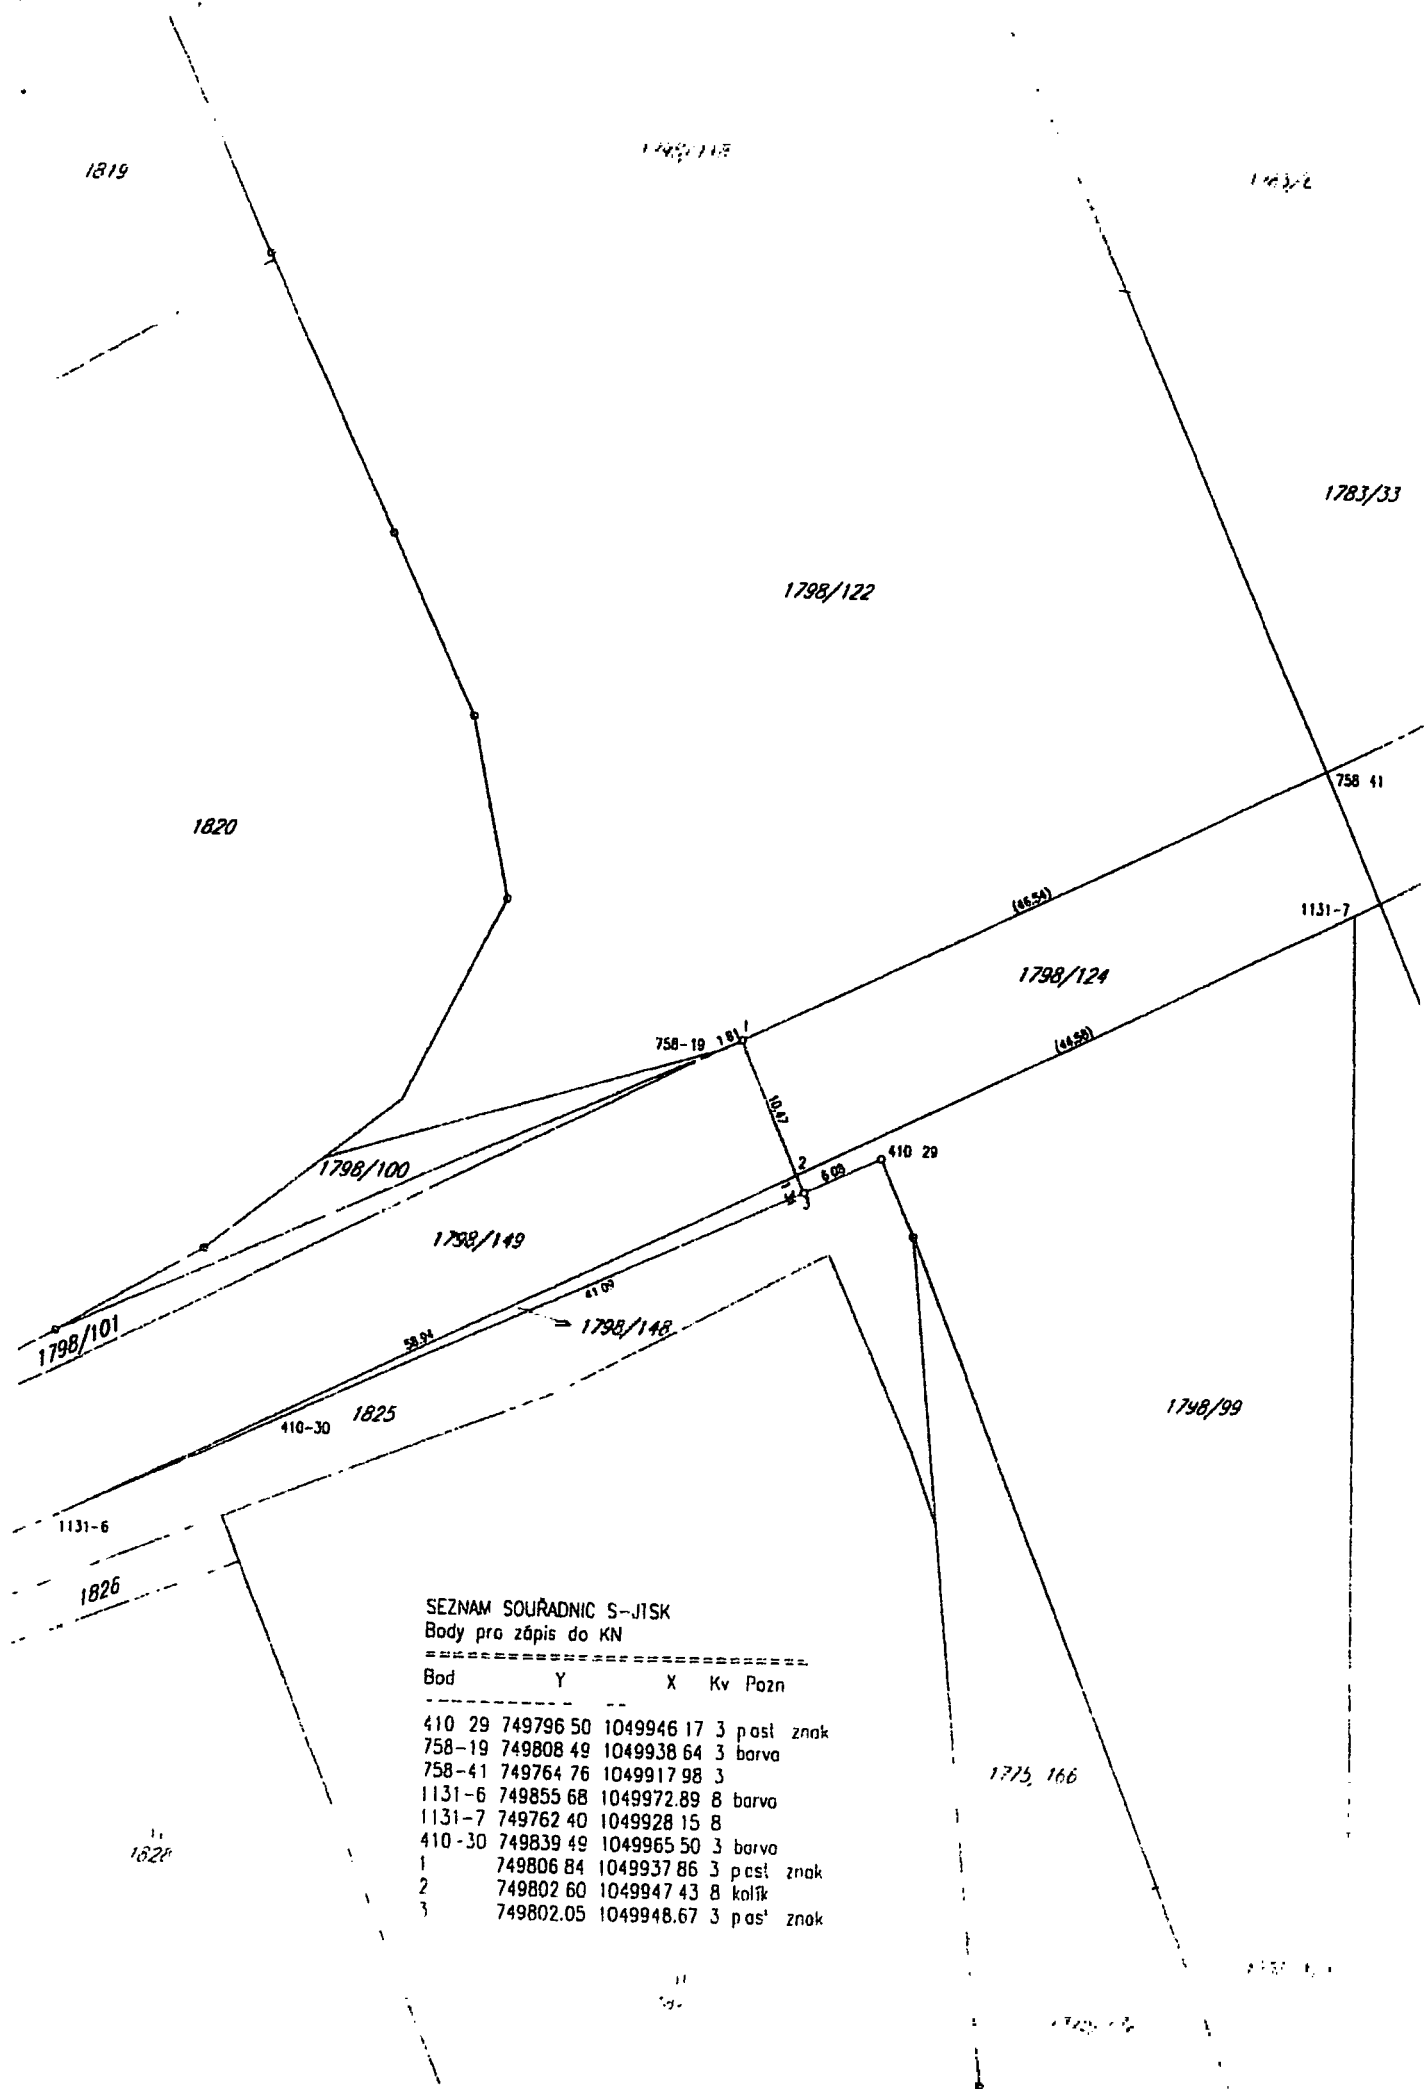 1819
1783/33
1798/122
758 41
1820
(46.54)
1131-7
1798/124
758-19 1 81 1
(44.58)
10.47
2
410 29
1798/100
6.09
3
1798/149
41.09
1798/101
1798/148
58.94
1825
410-30
1798/99
1131-6
1826
SEZNAM SOUŘADNIC S-JTSK
Body pro zápis do KN
==============================
Bod Y X Kv Pozn
----------- --
410 29 749796 50 1049946 17 3 plast znak
758-19 749808 49 1049938 64 3 barva
758-41 749764 76 1049917 98 3
1131-6 749855 68 1049972.89 8 barva
1131-7 749762 40 1049928 15 8
410-30 749839 49 1049965 50 3 barva
1 749806 84 1049937 86 3 plast znak
2 749802 60 1049947 43 8 kolík
3 749802.05 1049948.67 3 plast znak
1628